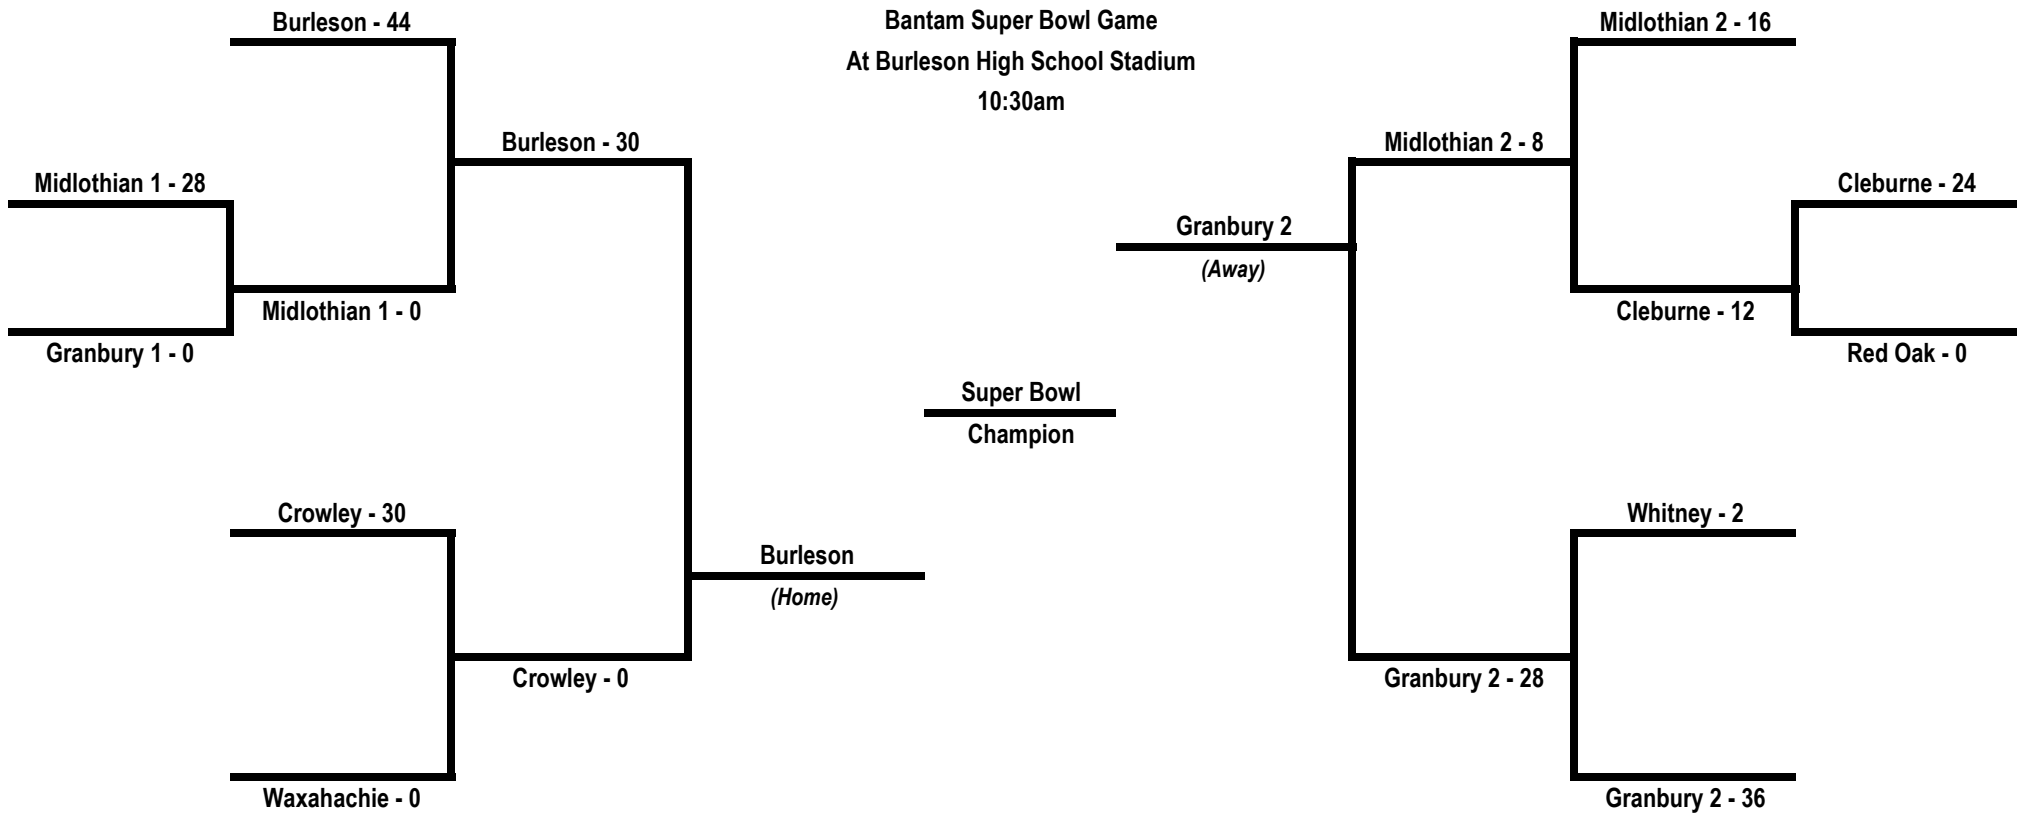 Burleson - 44
Bantam Super Bowl Game
Midlothian 2 - 16
At Burleson High School Stadium
10:30am
Burleson - 30
Midlothian 2 - 8
Midlothian 1 - 28
Cleburne - 24
Granbury 2
(Away)
Midlothian 1 - 0
Cleburne - 12
Granbury 1 - 0
Red Oak - 0
Super Bowl
Champion
Crowley - 30
Whitney - 2
Burleson
(Home)
Crowley - 0
Granbury 2 - 28
Waxahachie - 0
Granbury 2 - 36